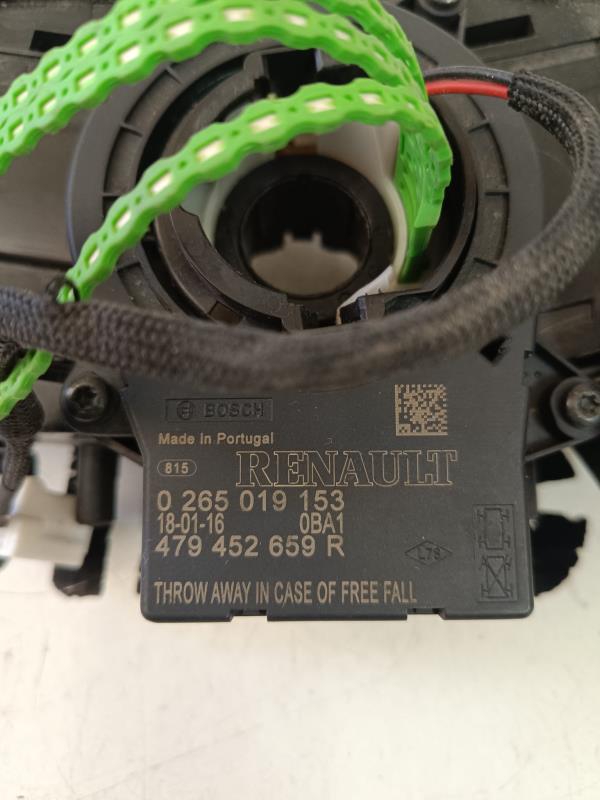 BOSCH
Made in Portugal
815
RENAULT
0 265 019 153
18-01-16 0BA1
479 452 659 R
L78
THROW AWAY IN CASE OF FREE FALL